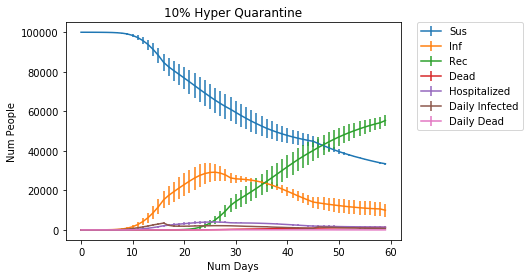 10% Hyper Quarantine
Num People
100000
80000
60000
40000
20000
0
0
10
20
30
40
50
60
Num Days
Sus
Inf
Rec
Dead
Hospitalized
Daily Infected
Daily Dead